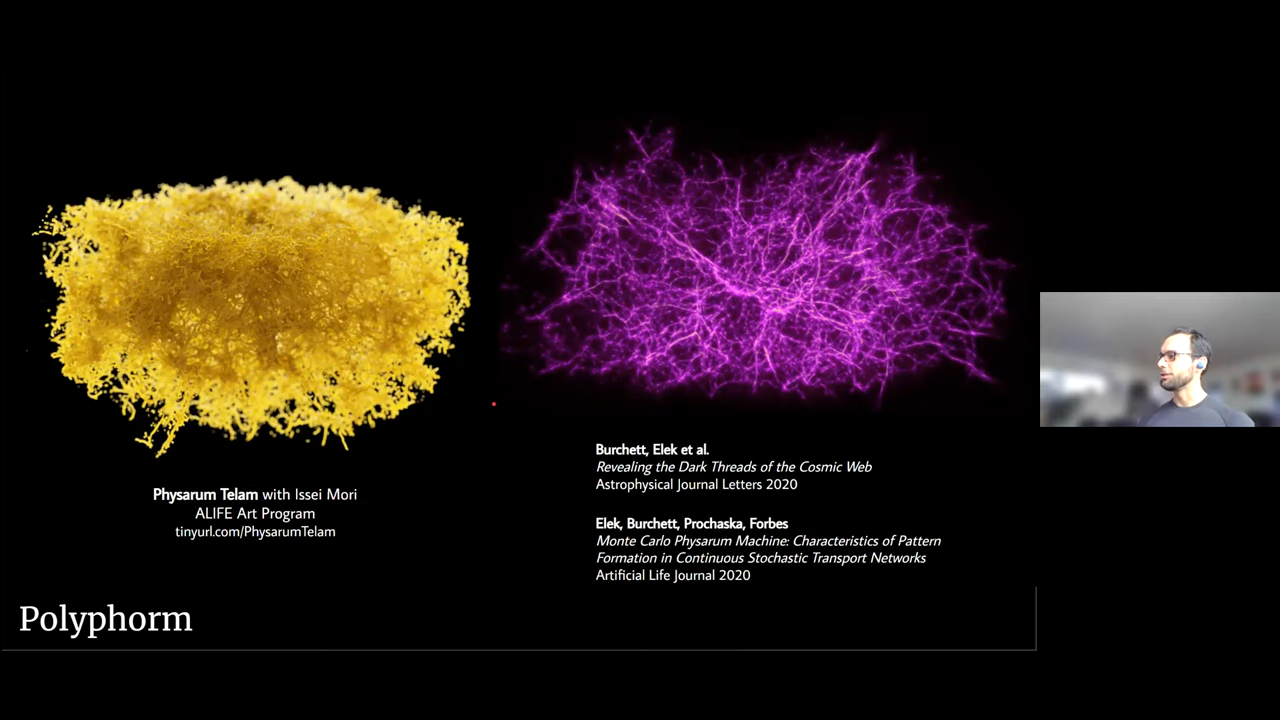 Physarum Telam with Issei Mori
ALIFE Art Program
tinyurl.com/PhysarumTelam
Burchett, Elek et al.
Revealing the Dark Threads of the Cosmic Web
Astrophysical Journal Letters 2020
Elek, Burchett, Prochaska, Forbes
Monte Carlo Physarum Machine: Characteristics of Pattern
Formation in Continuous Stochastic Transport Networks
Artificial Life Journal 2020
Polyphorm